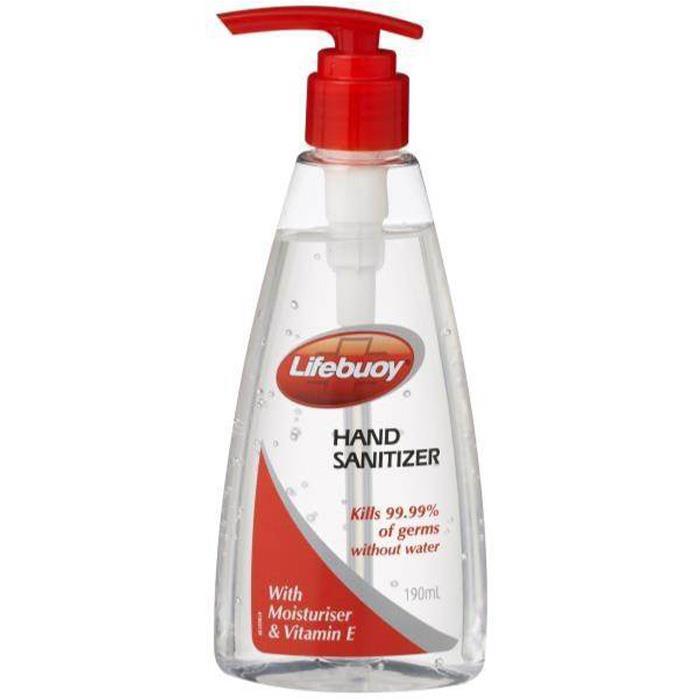 Lifebuoy
HAND
SANITIZER
Kills 99.99%
of germs
without water
190mL
With
Moisturiser
& Vitamin E